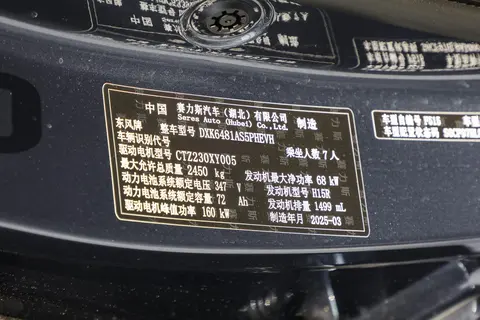 中国 赛力斯汽车(湖北)有限公司 制造
Seres Auto (Hubei) Co.,Ltd.
东风牌 整车型号 DXK6481AS5PHEVH
车辆识别代号 乘坐人数 7 人
驱动电机型号 CTZ230XY005
最大允许总质量 2450 kg 发动机最大净功率 68 kW
动力电池系统额定电压 347 V 发动机型号 H15R
动力电池系统额定容量 72 Ah 发动机排量 1499 mL
驱动电机峰值功率 160 kW 制造年月 2025-03